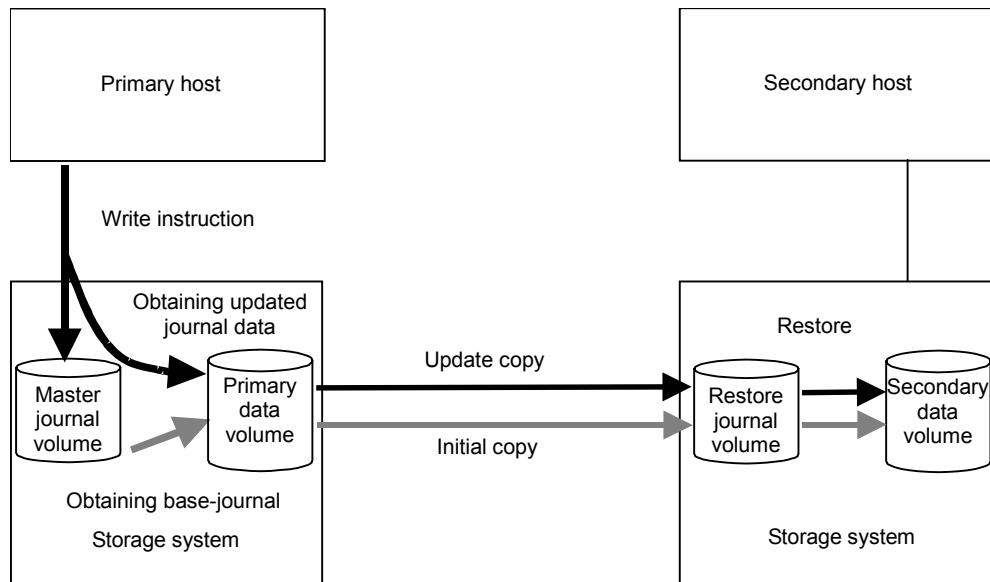 Primary host
Secondary host
Write instruction
Obtaining updated
journal data
Restore
Update copy
Master
journal
volume
Primary
data
volume
Restore
journal
volume
Secondary
data
volume
Initial copy
Obtaining base-journal
Storage system
Storage system